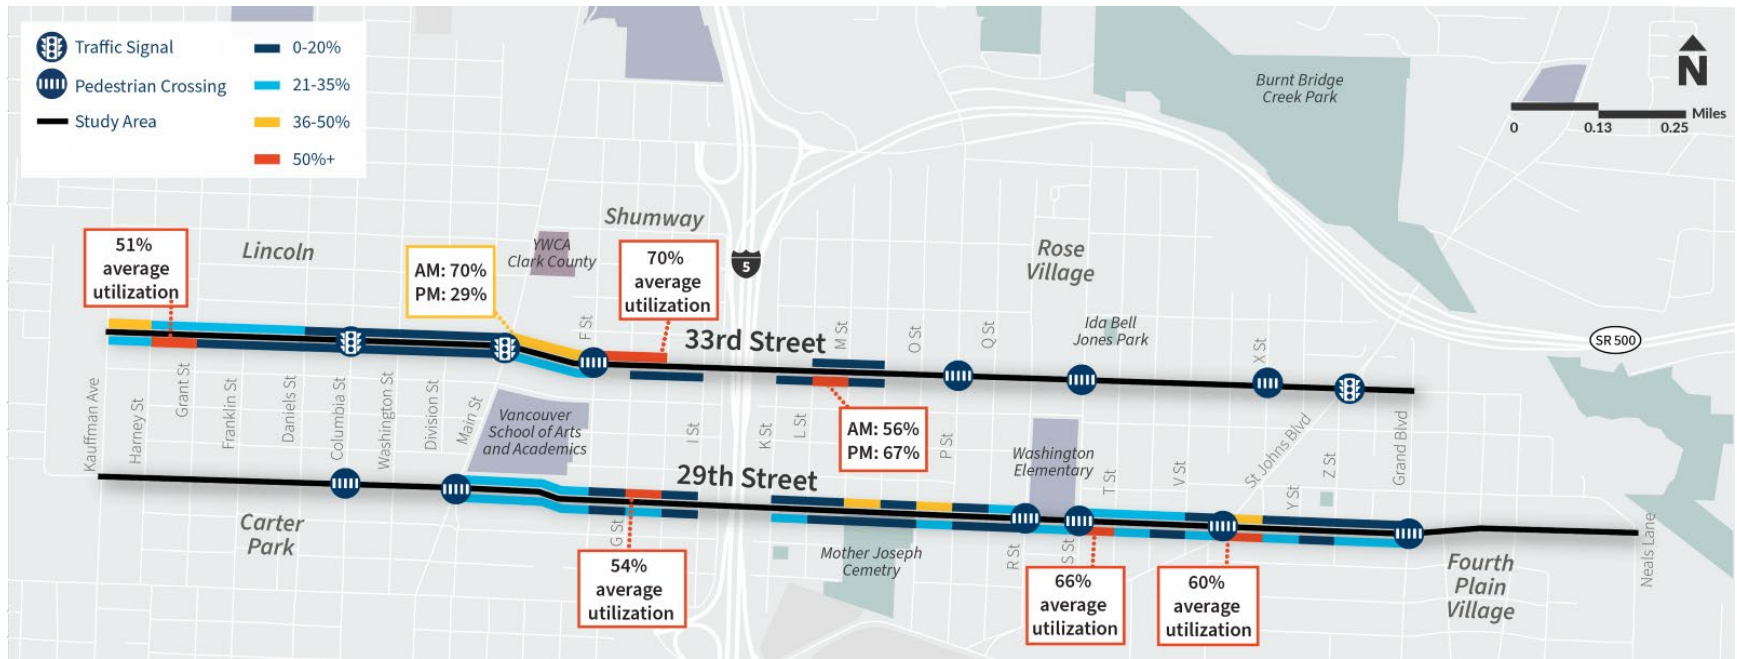 Traffic Signal
Pedestrian Crossing
Study Area
0-20%
21-35%
36-50%
50%+
Burnt Bridge
Creek Park
N
Miles
0
0.13
0.25
Shumway
Lincoln
YWCA
Clark County
5
Rose
Village
51%
average
utilization
AM: 70%
PM: 29%
70%
average
utilization
Ida Bell
Jones Park
SR 500
F St
33rd Street
M St
O St
Q St
X St
Kauffman Ave
Harney St
Grant St
Franklin St
Daniels St
Columbia St
Washington St
Division St
Main St
Vancouver
School of Arts
and Academics
I St
K St
L St
AM: 56%
PM: 67%
P St
Washington
Elementary
T St
V St
St Johns Blvd
Y St
Z St
Grand Blvd
29th Street
Carter
Park
G St
54%
average
utilization
Mother Joseph
Cemetry
R St
S St
66%
average
utilization
60%
average
utilization
Fourth
Plain
Village
Neals Lane